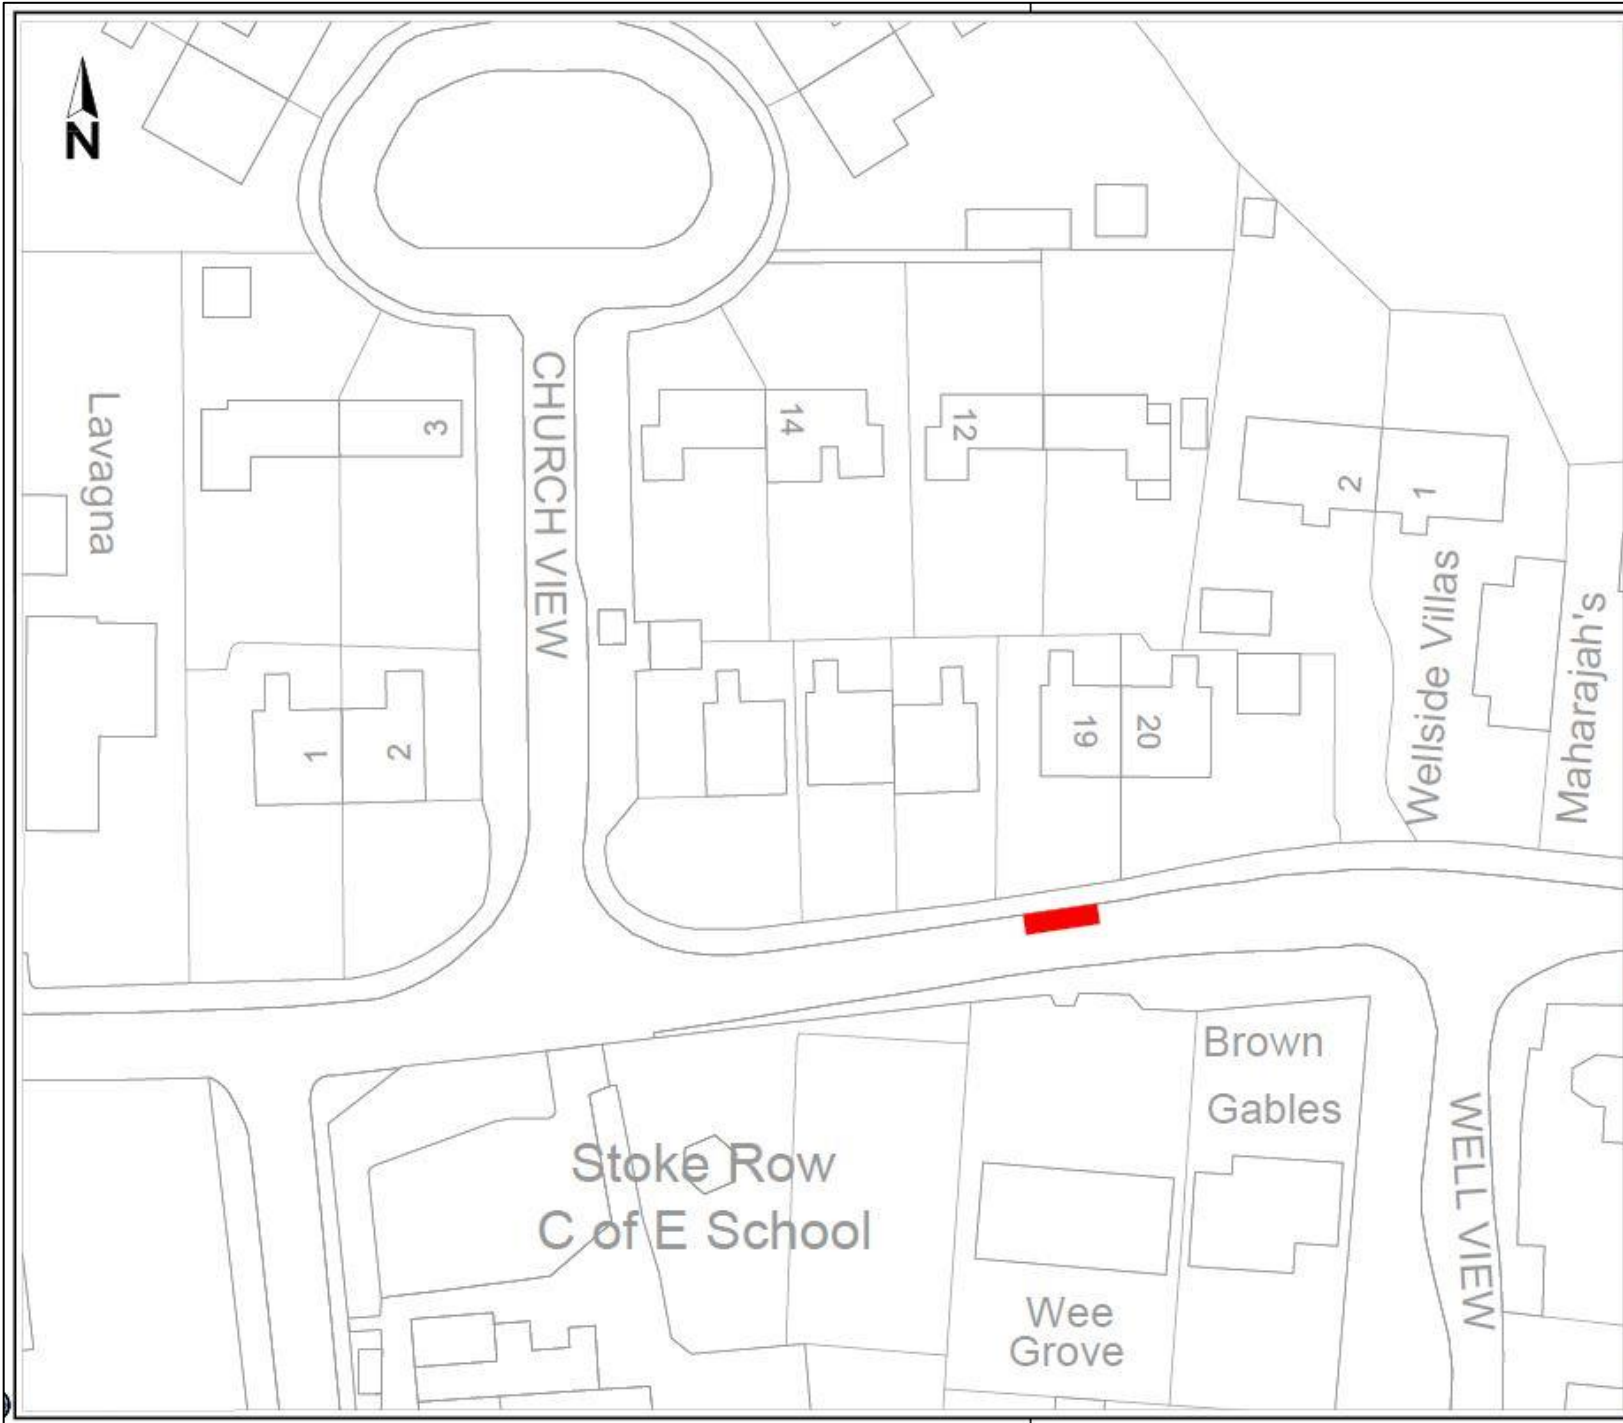 N
Lavagna
3
CHURCH VIEW
14
12
2
1
Wellside Villas
Maharajah's
1
2
19
20
Brown
Gables
Stoke Row
C of E School
Wee
Grove
WELL VIEW